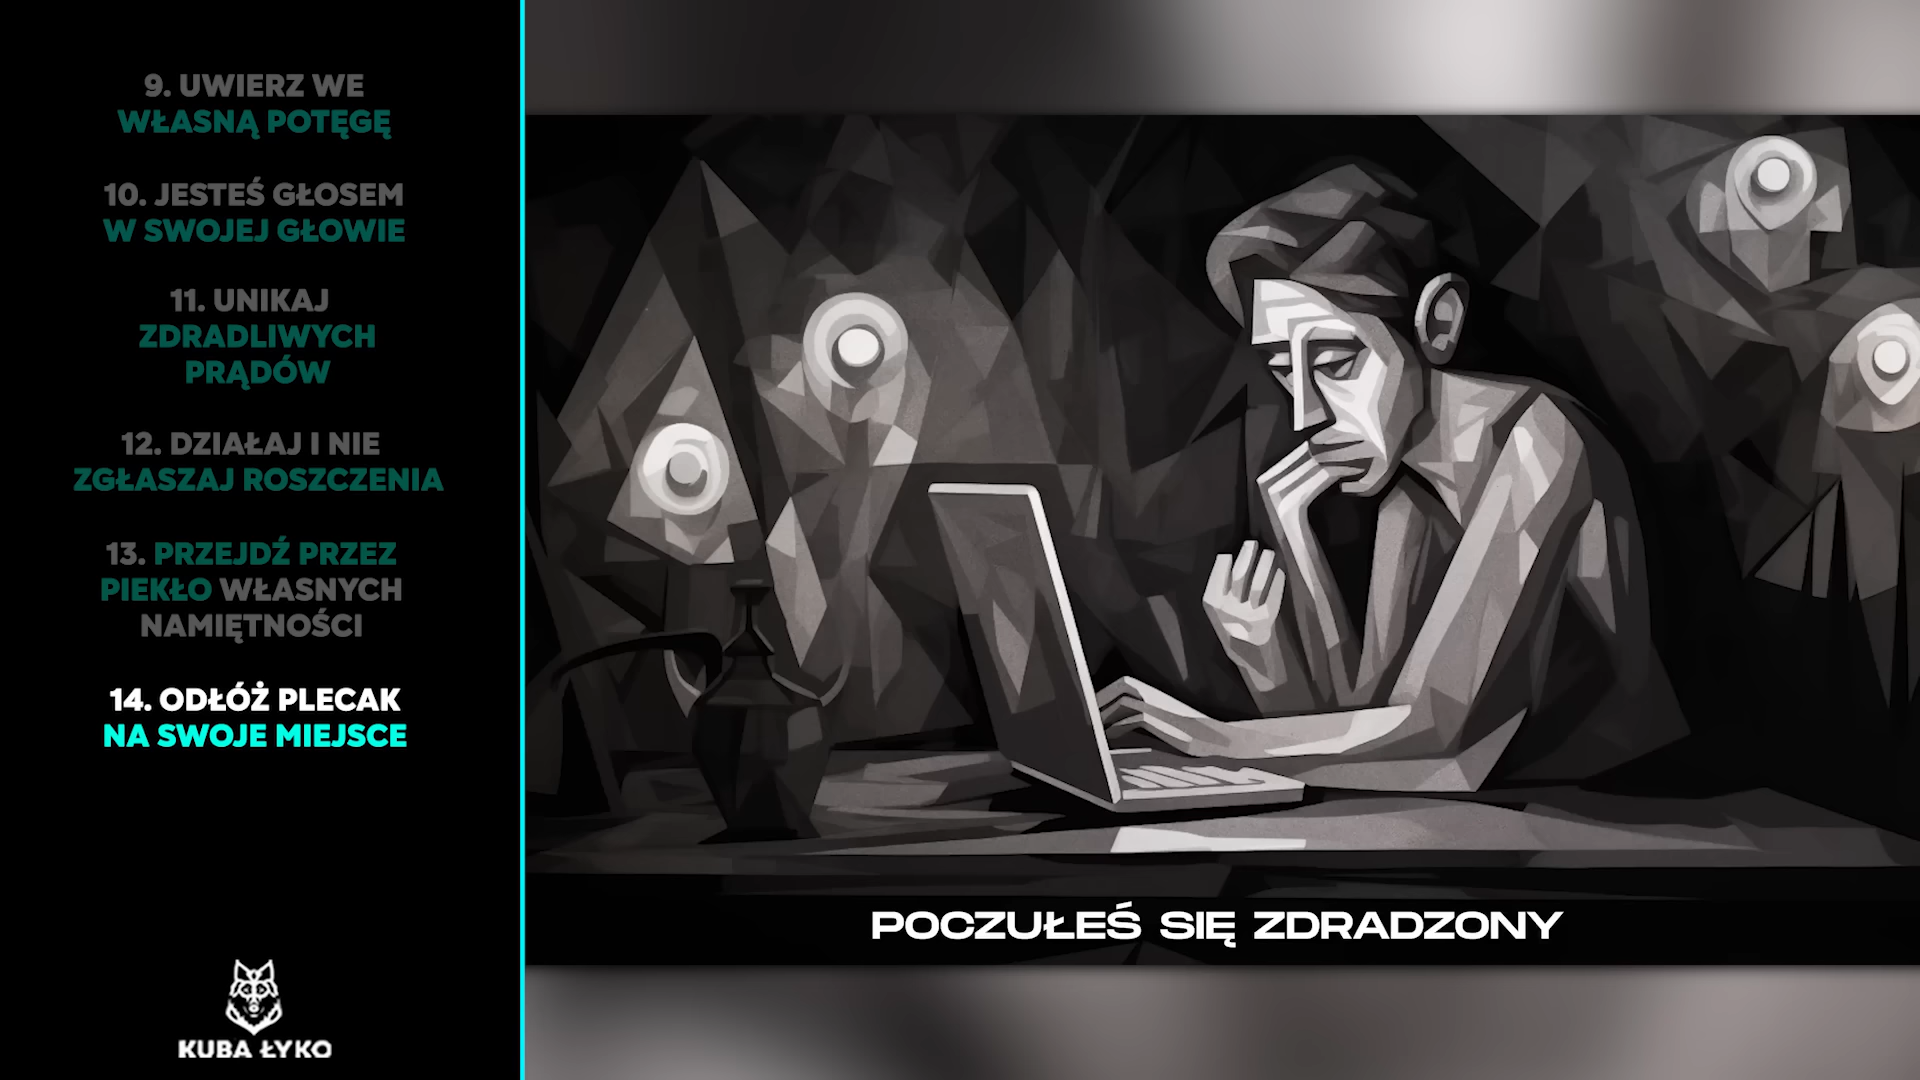 9. UWIERZ WE
WŁASNĄ POTĘGĘ
10. JESTEŚ GŁOSEM
W SWOJEJ GŁOWIE
11. UNIKAJ
ZDRADLIWYCH
PRĄDÓW
12. DZIAŁAJ I NIE
ZGŁASZAJ ROSZCZENIA
13. PRZEJDŹ PRZEZ
PIEKŁO WŁASNYCH
NAMIĘTNOŚCI
14. ODŁÓŻ PLECAK
NA SWOJE MIEJSCE
KUBA ŁYKO
POCZUŁEŚ SIĘ ZDRADZONY